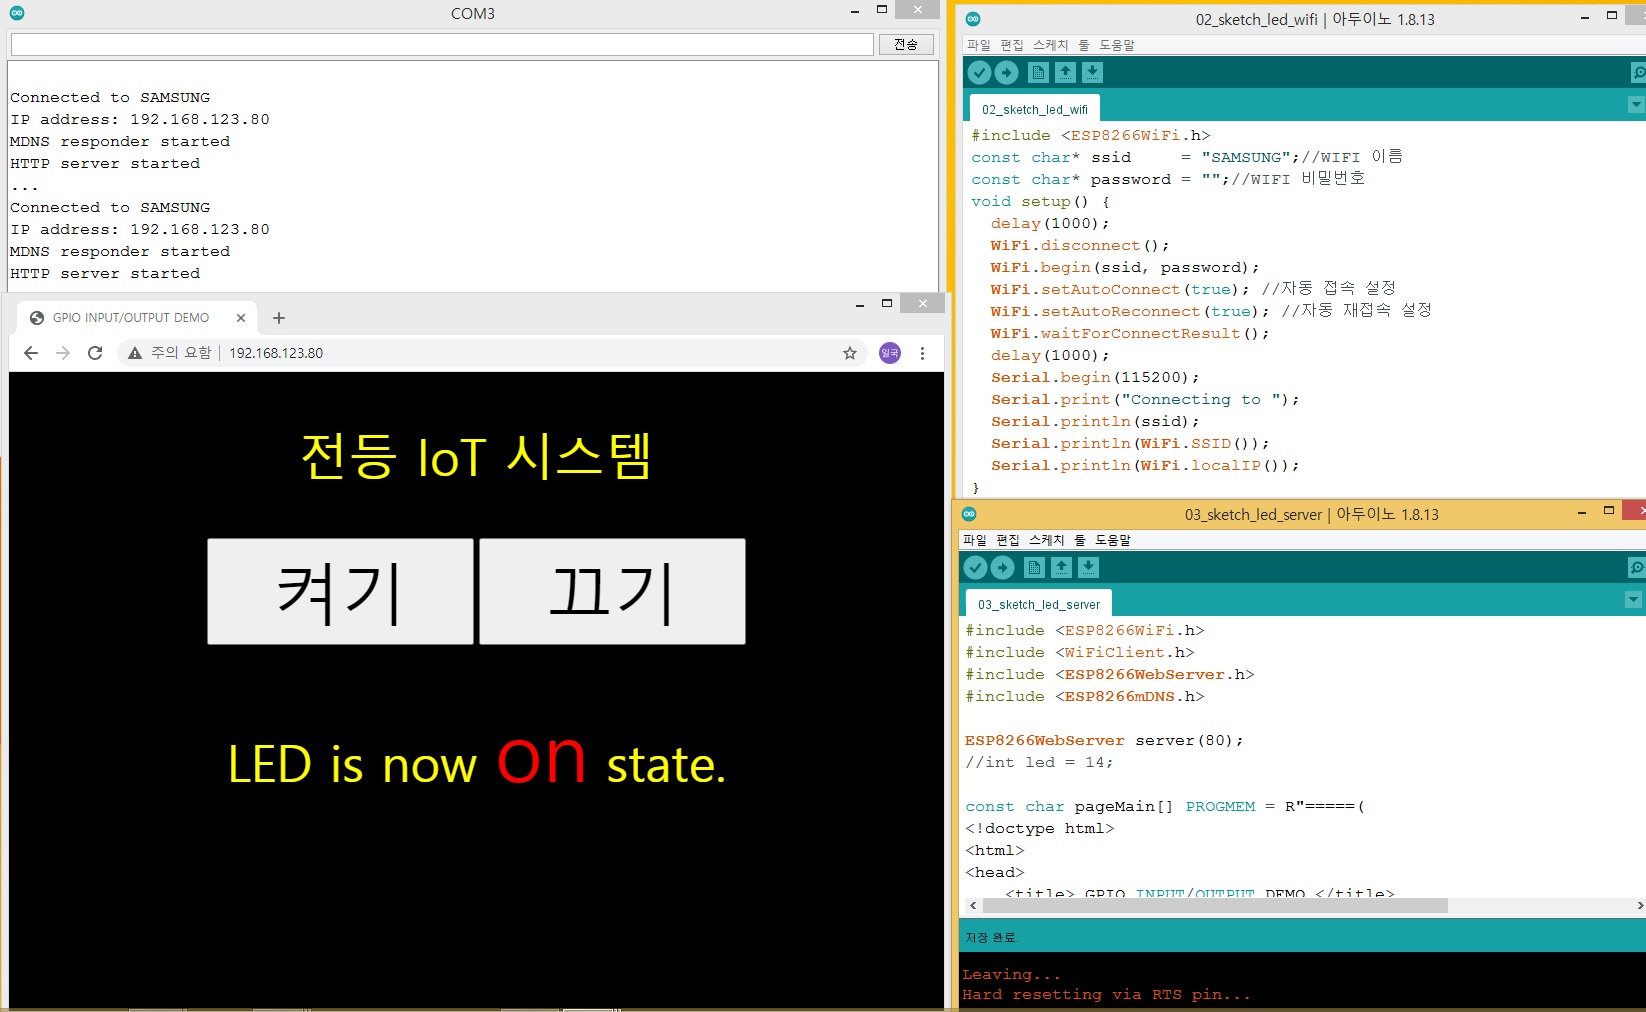 COM3
전송
Connected to SAMSUNG
IP address: 192.168.123.80
MDNS responder started
HTTP server started
...
Connected to SAMSUNG
IP address: 192.168.123.80
MDNS responder started
HTTP server started
GPIO INPUT/OUTPUT DEMO
주의 요함 192.168.123.80 일국
전등 IoT 시스템
켜기 끄기
LED is now on state.
02_sketch_led_wifi | 아두이노 1.8.13
파일 편집 스케치 툴 도움말
02_sketch_led_wifi
#include <ESP8266WiFi.h>
const char* ssid     = "SAMSUNG";//WIFI 이름
const char* password = "";//WIFI 비밀번호
void setup() {
  delay(1000);
  WiFi.disconnect();
  WiFi.begin(ssid, password);
  WiFi.setAutoConnect(true); //자동 접속 설정
  WiFi.setAutoReconnect(true); //자동 재접속 설정
  WiFi.waitForConnectResult();
  delay(1000);
  Serial.begin(115200);
  Serial.print("Connecting to ");
  Serial.println(ssid);
  Serial.println(WiFi.SSID());
  Serial.println(WiFi.localIP());
}
03_sketch_led_server | 아두이노 1.8.13
파일 편집 스케치 툴 도움말
03_sketch_led_server
#include <ESP8266WiFi.h>
#include <WiFiClient.h>
#include <ESP8266WebServer.h>
#include <ESP8266mDNS.h>
ESP8266WebServer server(80);
//int led = 14;
const char pageMain[] PROGMEM = R"=====(
<!doctype html>
<html>
<head>
    <title> GPIO INPUT/OUTPUT DEMO </title>
저장 완료.
Leaving...
Hard resetting via RTS pin...